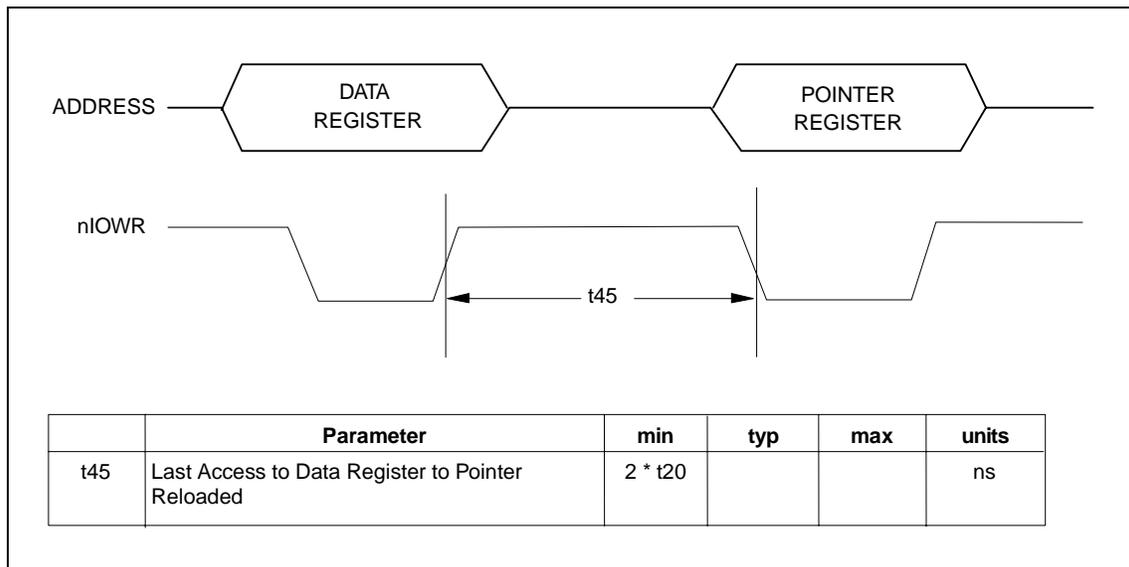 ADDRESS
DATA
REGISTER
POINTER
REGISTER
nIOWR
t45
Parameter min typ max units
t45 Last Access to Data Register to Pointer 2 * t20 ns
Reloaded